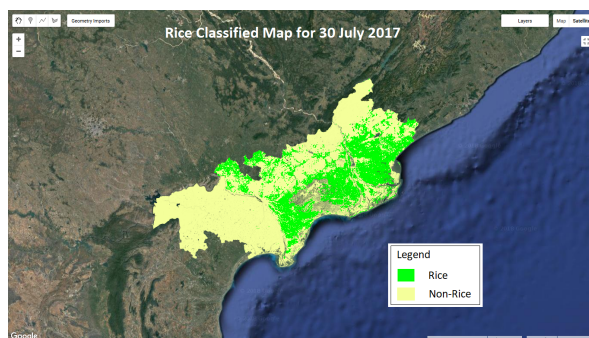 Geometry Imports
Layers
Map
Satellite
Rice Classified Map for 30 July 2017
+
−
Legend
Rice
Non-Rice
Google